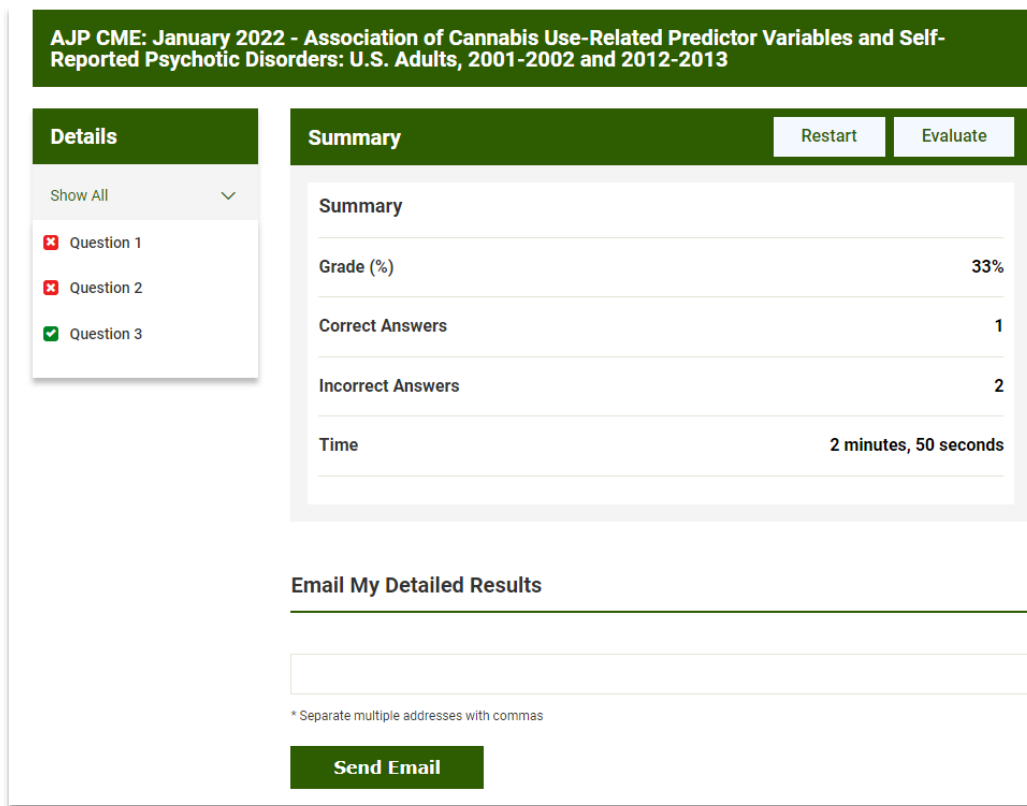 AJP CME: January 2022 - Association of Cannabis Use-Related Predictor Variables and Self-
Reported Psychotic Disorders: U.S. Adults, 2001-2002 and 2012-2013
Details
Show All
Question 1
Question 2
Question 3
Summary
Restart
Evaluate
Summary
Grade (%) 33%
Correct Answers 1
Incorrect Answers 2
Time 2 minutes, 50 seconds
Email My Detailed Results
* Separate multiple addresses with commas
Send Email